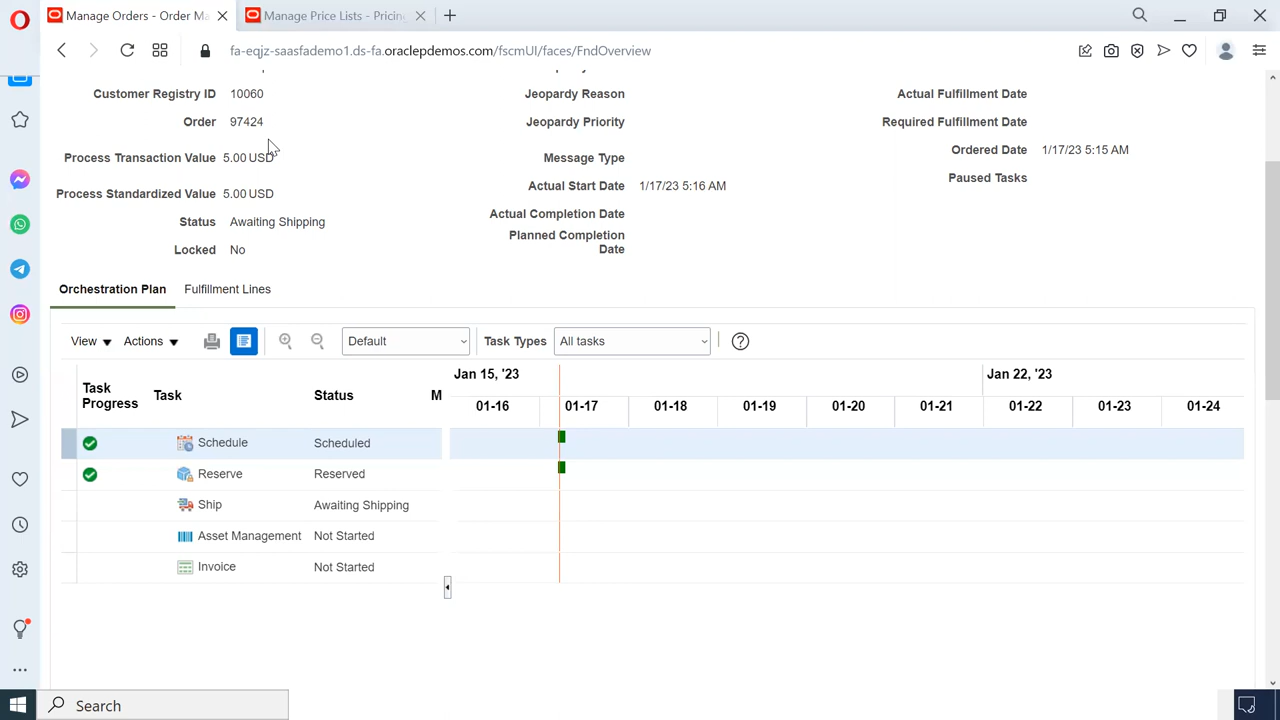 Manage Orders - Order Ma
Manage Price Lists - Pricin
fa-eqjz-saasfademo1.ds-fa.oraclepdemos.com/fscmUI/faces/FndOverview
Customer Registry ID 10060
Jeopardy Reason
Actual Fulfillment Date
Order 97424
Jeopardy Priority
Required Fulfillment Date
Ordered Date 1/17/23 5:15 AM
Process Transaction Value 5.00 USD
Message Type
Paused Tasks
Actual Start Date 1/17/23 5:16 AM
Process Standardized Value 5.00 USD
Actual Completion Date
Status Awaiting Shipping
Planned Completion
Date
Locked No
Orchestration Plan Fulfillment Lines
View Actions Default Task Types All tasks ?
Jan 15, '23 Jan 22, '23
Task
Progress Task Status M
01-16 01-17 01-18 01-19 01-20 01-21 01-22 01-23 01-24
Schedule Scheduled
Reserve Reserved
Ship Awaiting Shipping
Asset Management Not Started
Invoice Not Started
Search